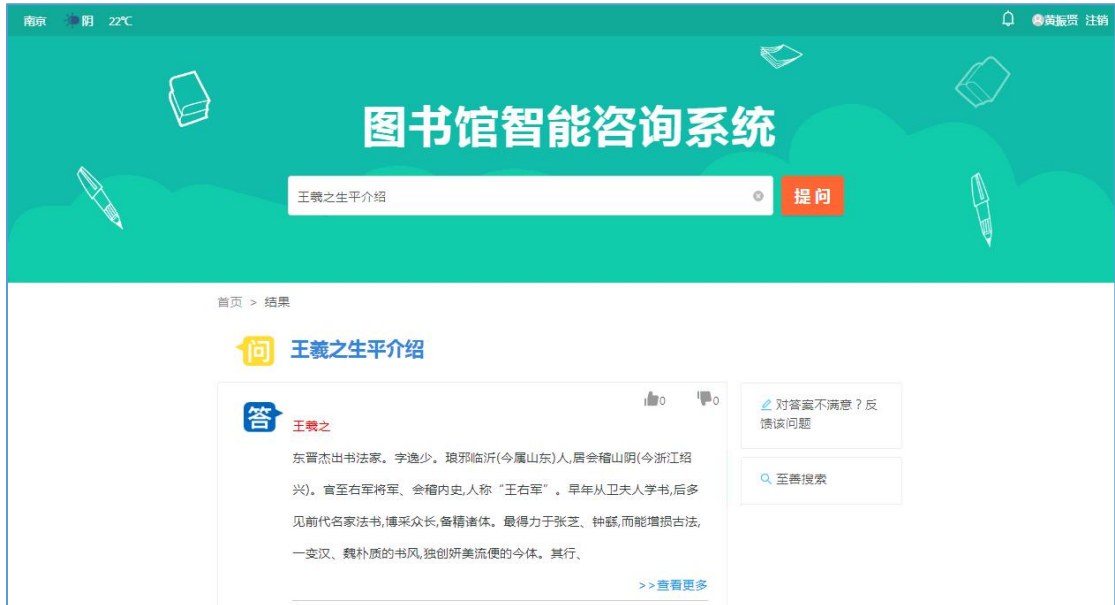 南京 阴 22℃
黄振贤 注销
图书馆智能咨询系统
王羲之生平介绍
提问
首页 > 结果
问 王羲之生平介绍
答
0 0
王羲之
东晋杰出书法家。字逸少。琅邪临沂(今属山东)人,居会稽山阴(今浙江绍
兴)。官至右军将军、会稽内史,人称“王右军”。早年从卫夫人学书,后多
见前代名家法书,博采众长,备精诸体。最得力于张芝、钟繇,而能增损古法,
一变汉、魏朴质的书风,独创妍美流便的今体。其行、
>>查看更多
对答案不满意？反
馈该问题
至善搜索